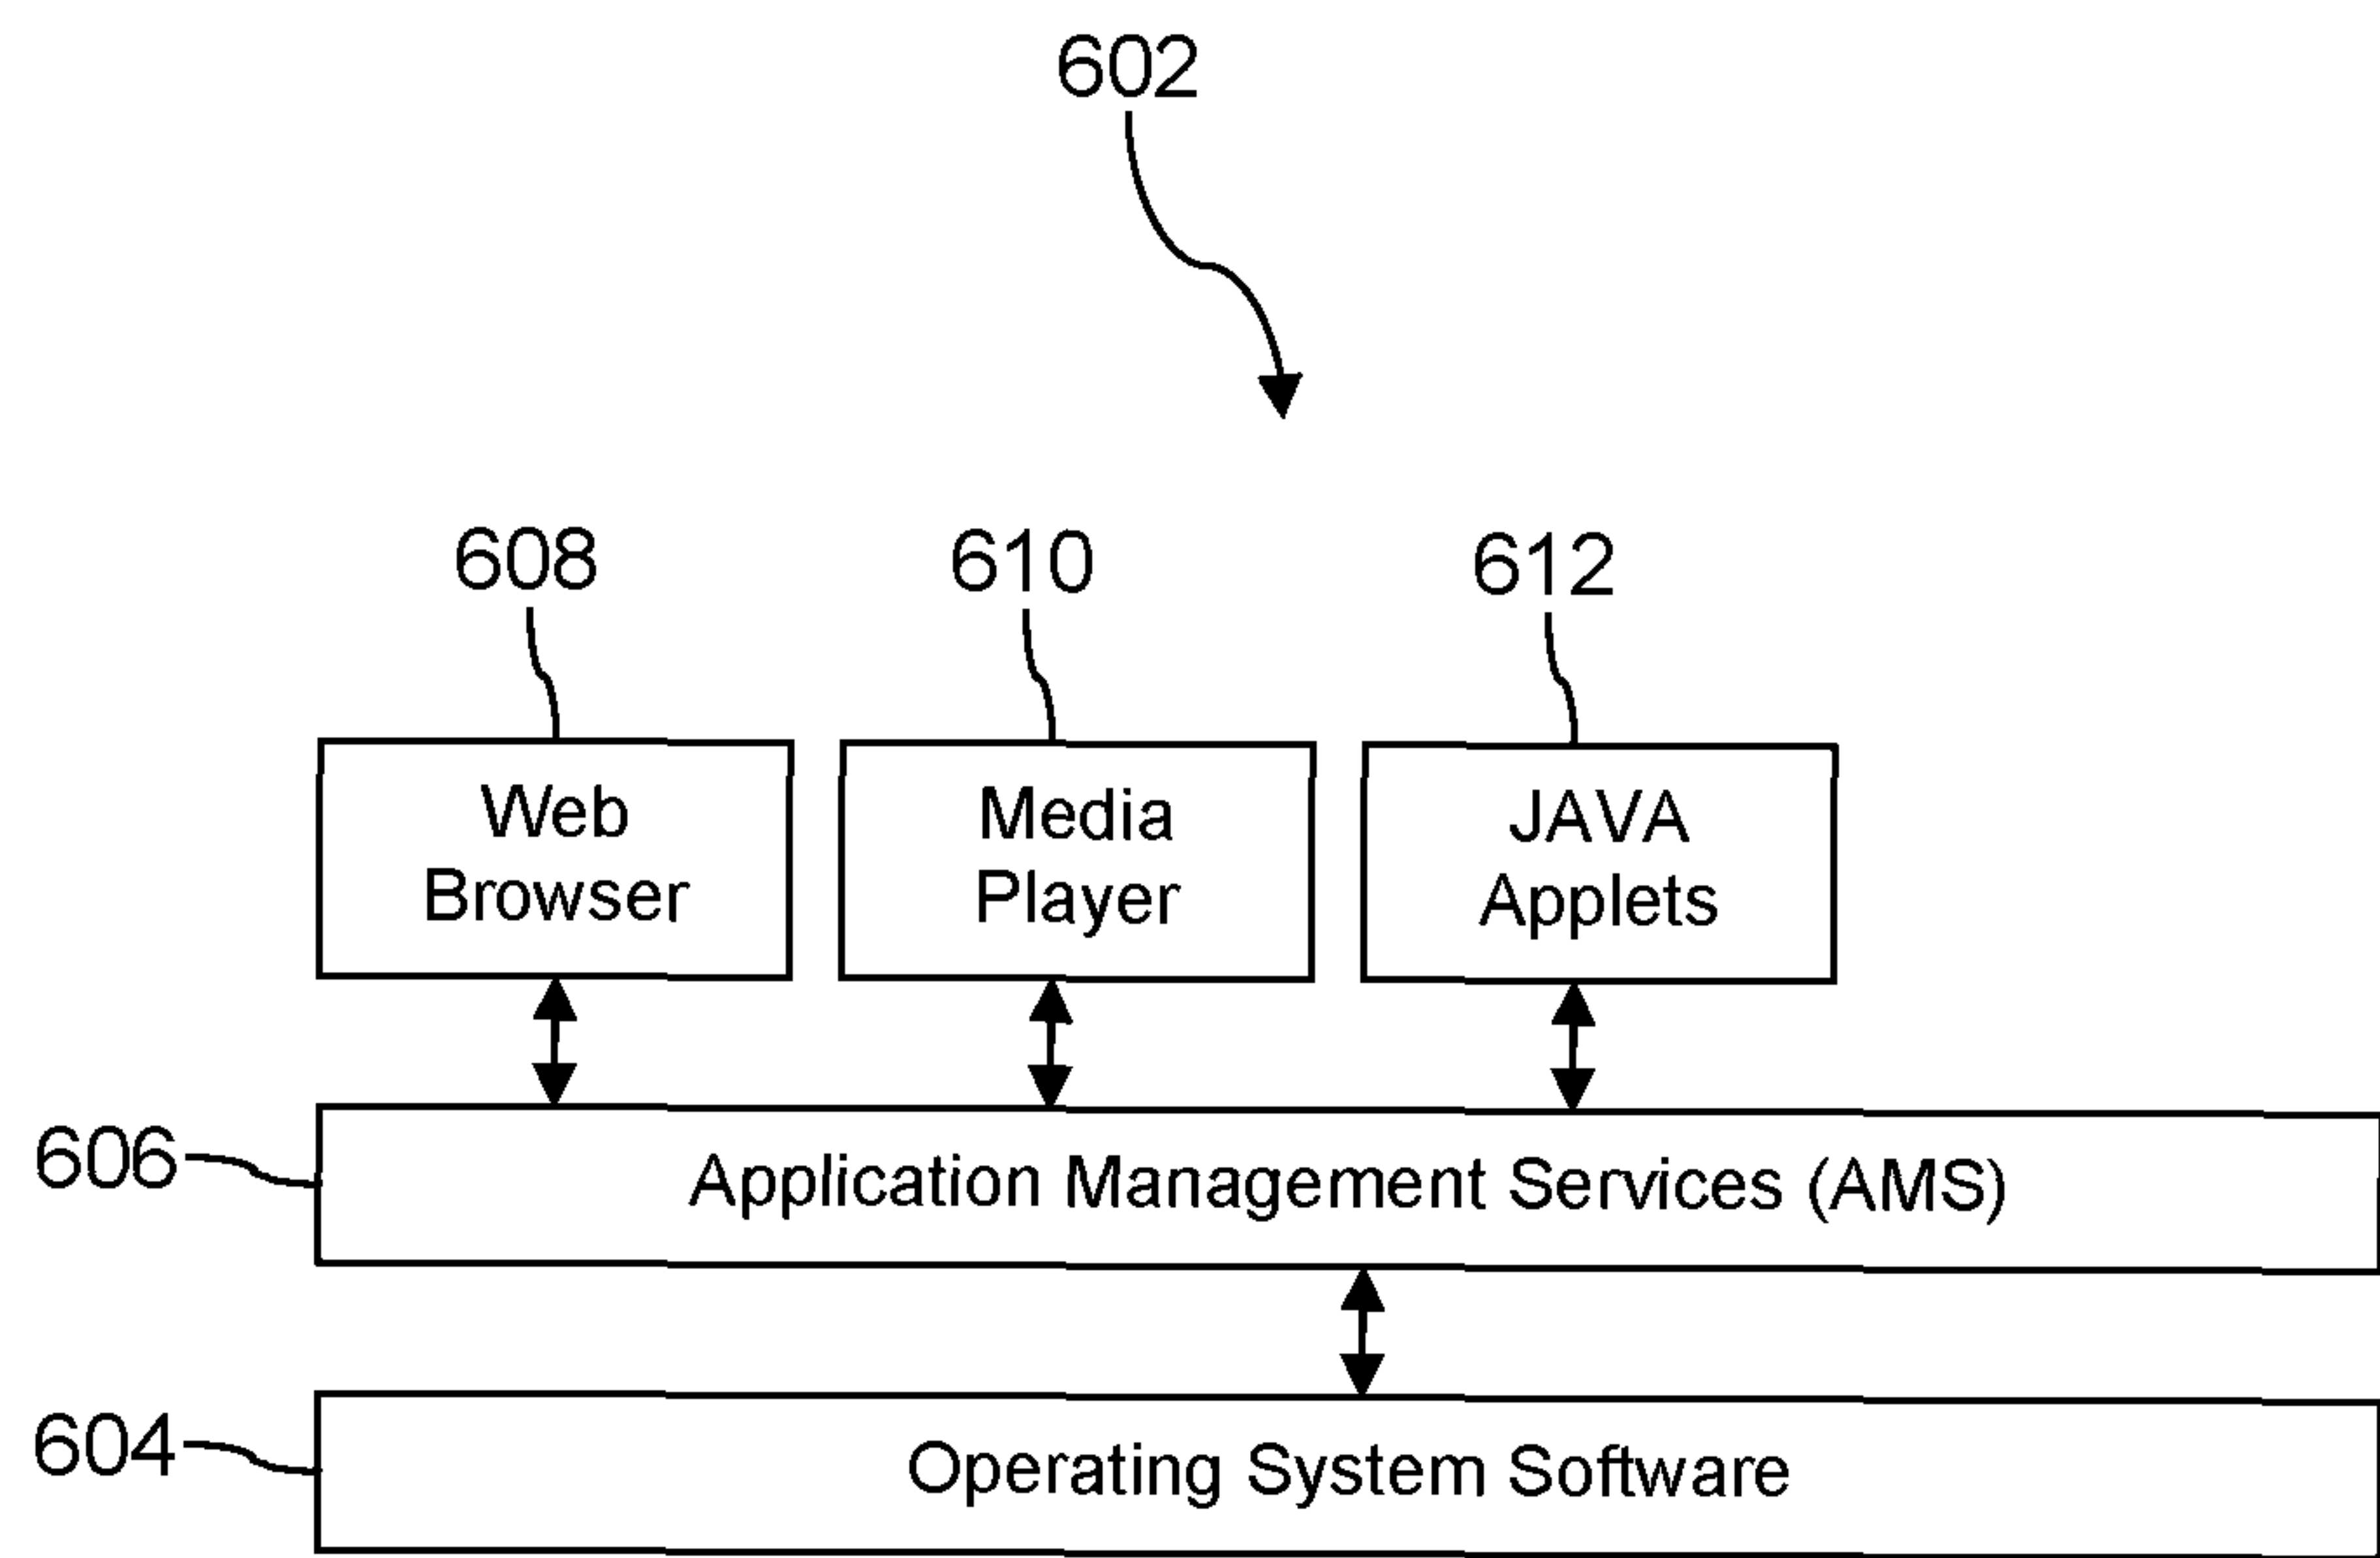 602
608
610
612
Web
Browser
Media
Player
JAVA
Applets
606
Application Management Services (AMS)
604
Operating System Software